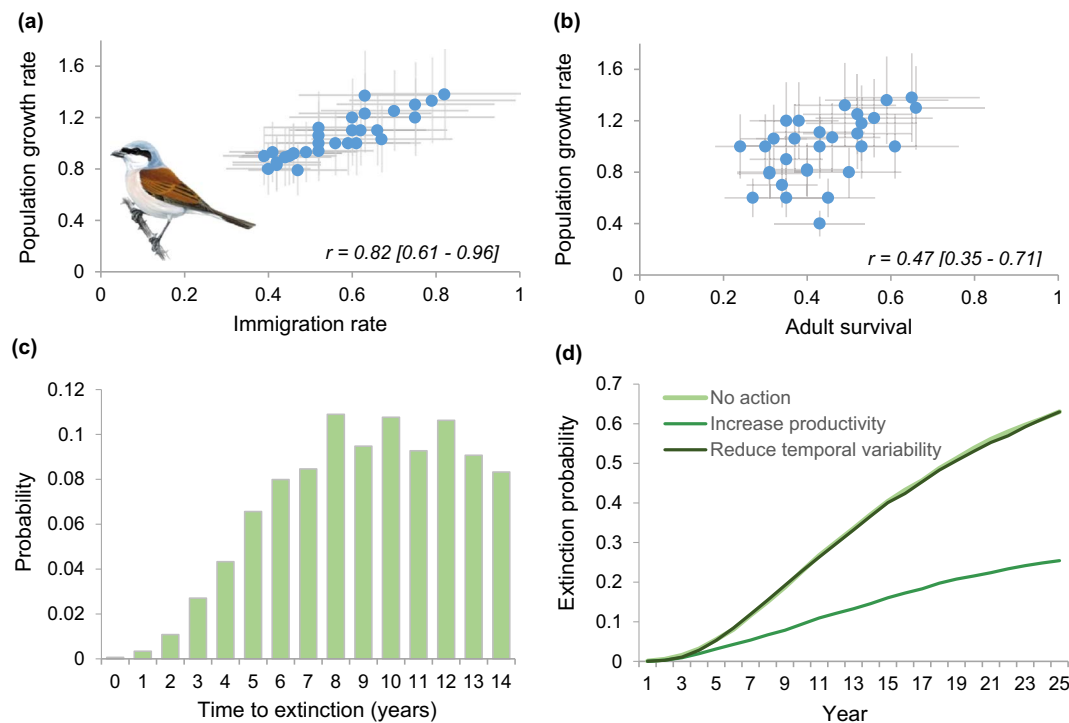 (a)
Population growth rate
1.6
1.2
0.8
0.4
0
0 0.2 0.4 0.6 0.8 1
r = 0.82 [0.61 - 0.96]
Immigration rate
(b)
Population growth rate
1.6
1.2
0.8
0.4
0
0 0.2 0.4 0.6 0.8 1
r = 0.47 [0.35 - 0.71]
Adult survival
(c)
Probability
0.12
0.1
0.08
0.06
0.04
0.02
0
0 1 2 3 4 5 6 7 8 9 10 11 12 13 14
Time to extinction (years)
(d)
Extinction probability
0.7
0.6
0.5
0.4
0.3
0.2
0.1
0
No action
Increase productivity
Reduce temporal variability
1 3 5 7 9 11 13 15 17 19 21 23 25
Year